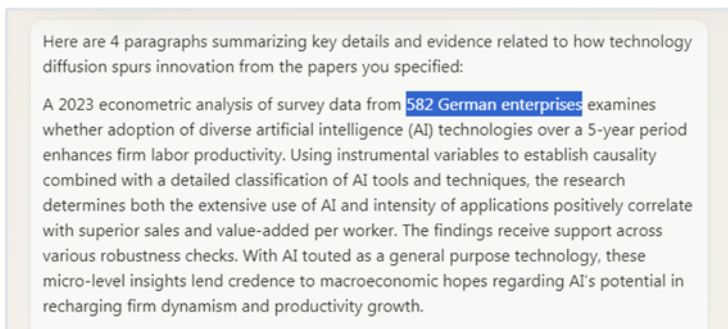 Here are 4 paragraphs summarizing key details and evidence related to how technology
diffusion spurs innovation from the papers you specified:
A 2023 econometric analysis of survey data from 582 German enterprises examines
whether adoption of diverse artificial intelligence (AI) technologies over a 5-year period
enhances firm labor productivity. Using instrumental variables to establish causality
combined with a detailed classification of AI tools and techniques, the research
determines both the extensive use of AI and intensity of applications positively correlate
with superior sales and value-added per worker. The findings receive support across
various robustness checks. With AI touted as a general purpose technology, these
micro-level insights lend credence to macroeconomic hopes regarding AI's potential in
recharging firm dynamism and productivity growth.